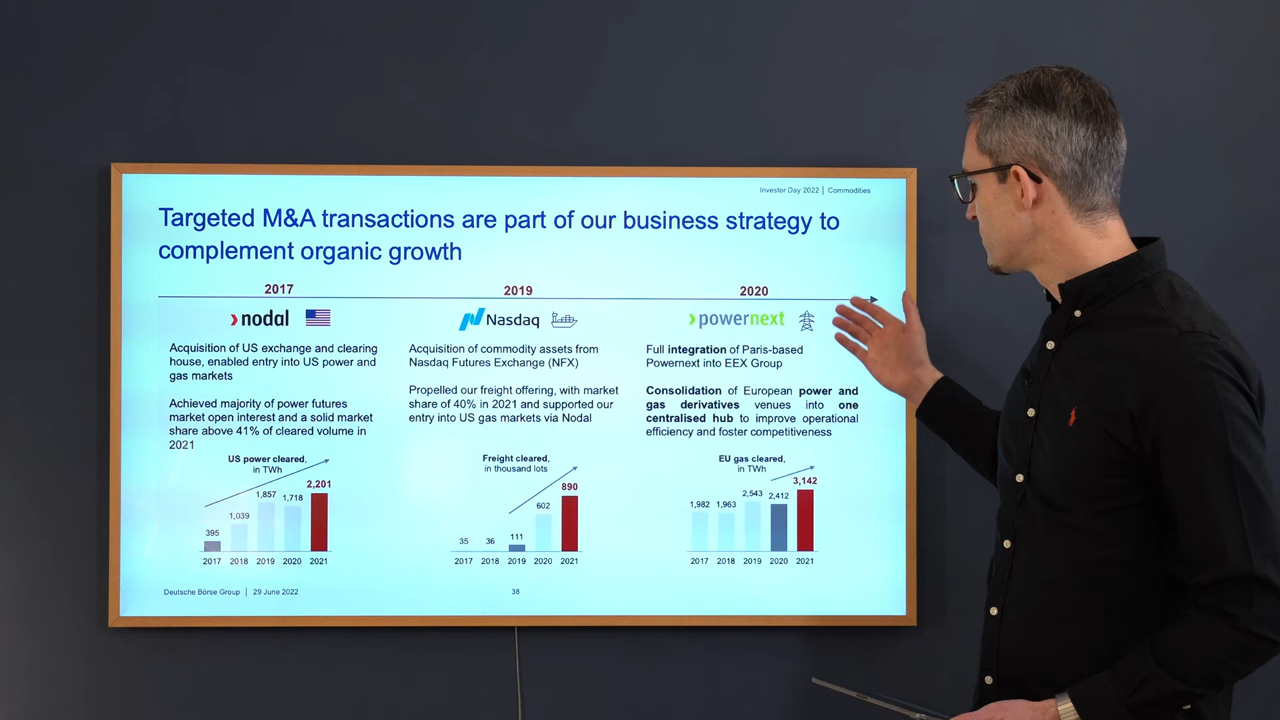 Investor Day 2022 | Commodities
Targeted M&A transactions are part of our business strategy to
complement organic growth
2017
nodal
Acquisition of US exchange and clearing
house, enabled entry into US power and
gas markets
Achieved majority of power futures
market open interest and a solid market
share above 41% of cleared volume in
2021
US power cleared,
in TWh
395
1,039
1,857
1,718
2,201
2017 2018 2019 2020 2021
2019
Nasdaq
Acquisition of commodity assets from
Nasdaq Futures Exchange (NFX)
Propelled our freight offering, with market
share of 40% in 2021 and supported our
entry into US gas markets via Nodal
Freight cleared,
in thousand lots
35
36
111
602
890
2017 2018 2019 2020 2021
2020
powernext
Full integration of Paris-based
Powernext into EEX Group
Consolidation of European power and
gas derivatives venues into one
centralised hub to improve operational
efficiency and foster competitiveness
EU gas cleared,
in TWh
1,982
1,963
2,543
2,412
3,142
2017 2018 2019 2020 2021
Deutsche Börse Group | 29 June 2022
38